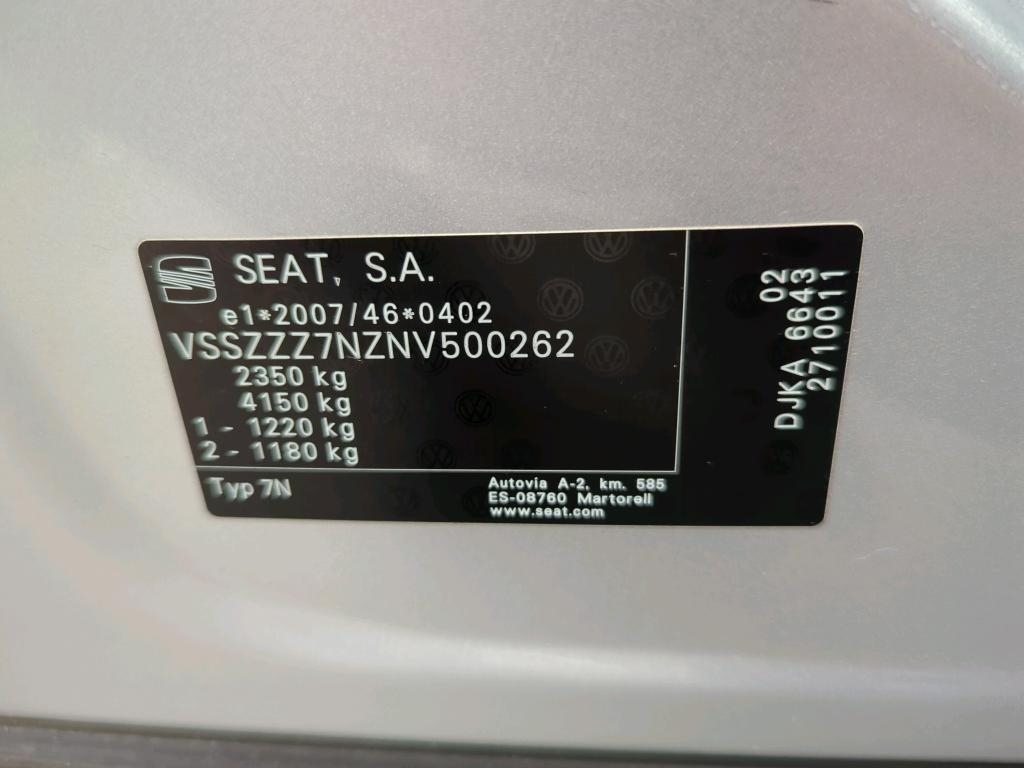 SEAT, S.A.
e1*2007/46*0402
VSSZZZ7NZNV500262
2350 kg
4150 kg
1 - 1220 kg
2 - 1180 kg
Typ 7N
Autovia A-2, km. 585
ES-08760 Martorell
www.seat.com
02
DJKA 6643
2710011